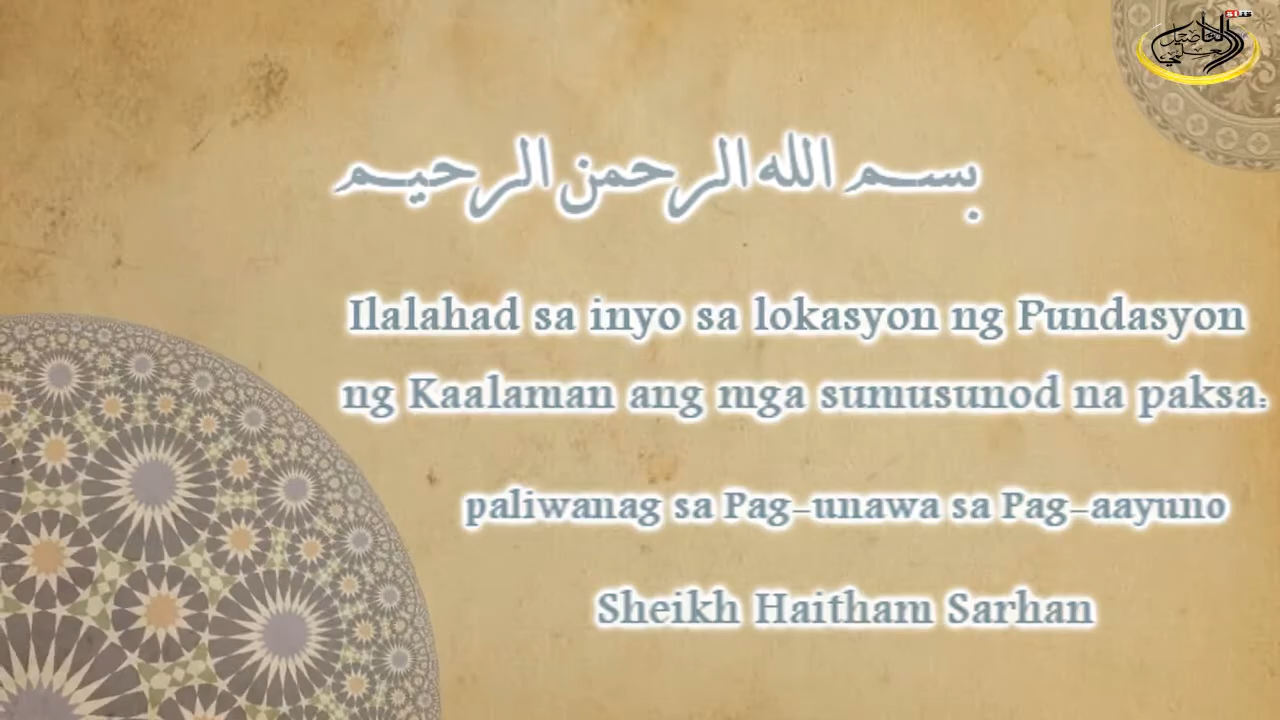 بسم الله الرحمن الرحيم
Ilalahad sa inyo sa lokasyon ng Pundasyon
ng Kaalaman ang mga sumusunod na paksa:
paliwanag sa Pag-unawa sa Pag-aayuno
Sheikh Haitham Sarhan